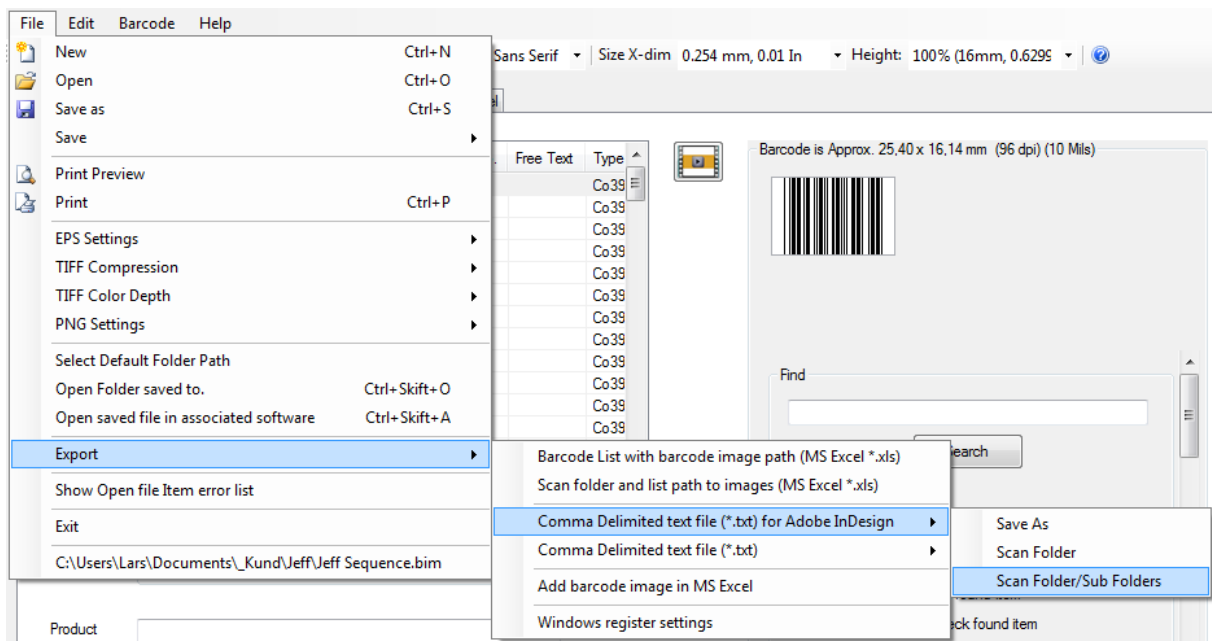 File Edit Barcode Help
New Ctrl+N
Open Ctrl+O
Save as Ctrl+S
Save
Print Preview
Print Ctrl+P
EPS Settings
TIFF Compression
TIFF Color Depth
PNG Settings
Select Default Folder Path
Open Folder saved to. Ctrl+Skift+O
Open saved file in associated software Ctrl+Skift+A
Export
Show Open file Item error list
Exit
C:\Users\Lars\Documents\_Kund\Jeff\Jeff Sequence.bim
Product
Sans Serif Size X-dim 0.254 mm, 0.01 In Height: 100% (16mm, 0.6299
Free Text Type
Co39
Co39
Co39
Co39
Co39
Co39
Co39
Co39
Co39
Co39
Co39
Co39
Barcode is Approx. 25,40 x 16,14 mm (96 dpi) (10 Mils)
Find
Barcode List with barcode image path (MS Excel *.xls)
Scan folder and list path to images (MS Excel *.xls)
Comma Delimited text file (*.txt) for Adobe InDesign
Comma Delimited text file (*.txt)
Add barcode image in MS Excel
Windows register settings
Save As
Scan Folder
Scan Folder/Sub Folders
found item